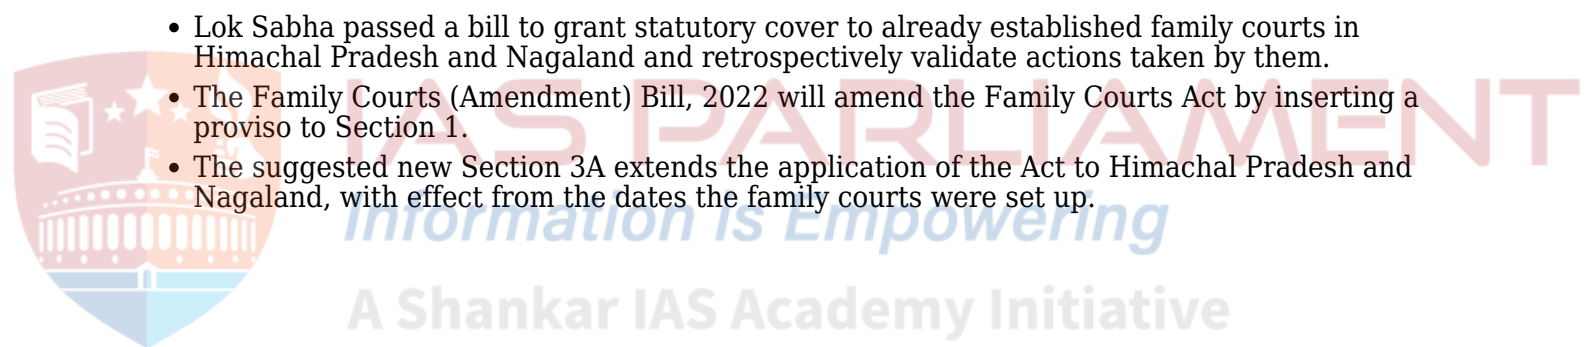 • Lok Sabha passed a bill to grant statutory cover to already established family courts in
Himachal Pradesh and Nagaland and retrospectively validate actions taken by them.
• The Family Courts (Amendment) Bill, 2022 will amend the Family Courts Act by inserting a
proviso to Section 1.
• The suggested new Section 3A extends the application of the Act to Himachal Pradesh and
Nagaland, with effect from the dates the family courts were set up.
IAS PARLIAMENT
Information is Empowering
A Shankar IAS Academy Initiative